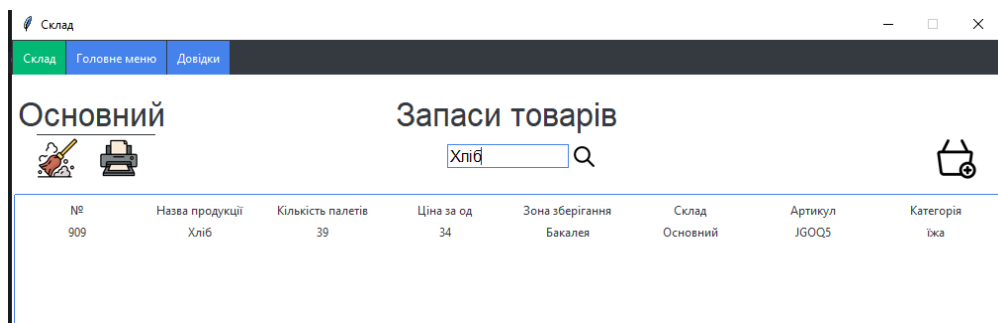 Склад
Склад Головне меню Довідки
Основний Запаси товарів
Хліб
№ Назва продукції Кількість палетів Ціна за од Зона зберігання Склад Артикул Категорія
909 Хліб 39 34 Бакалея Основний JGOQ5 їжа